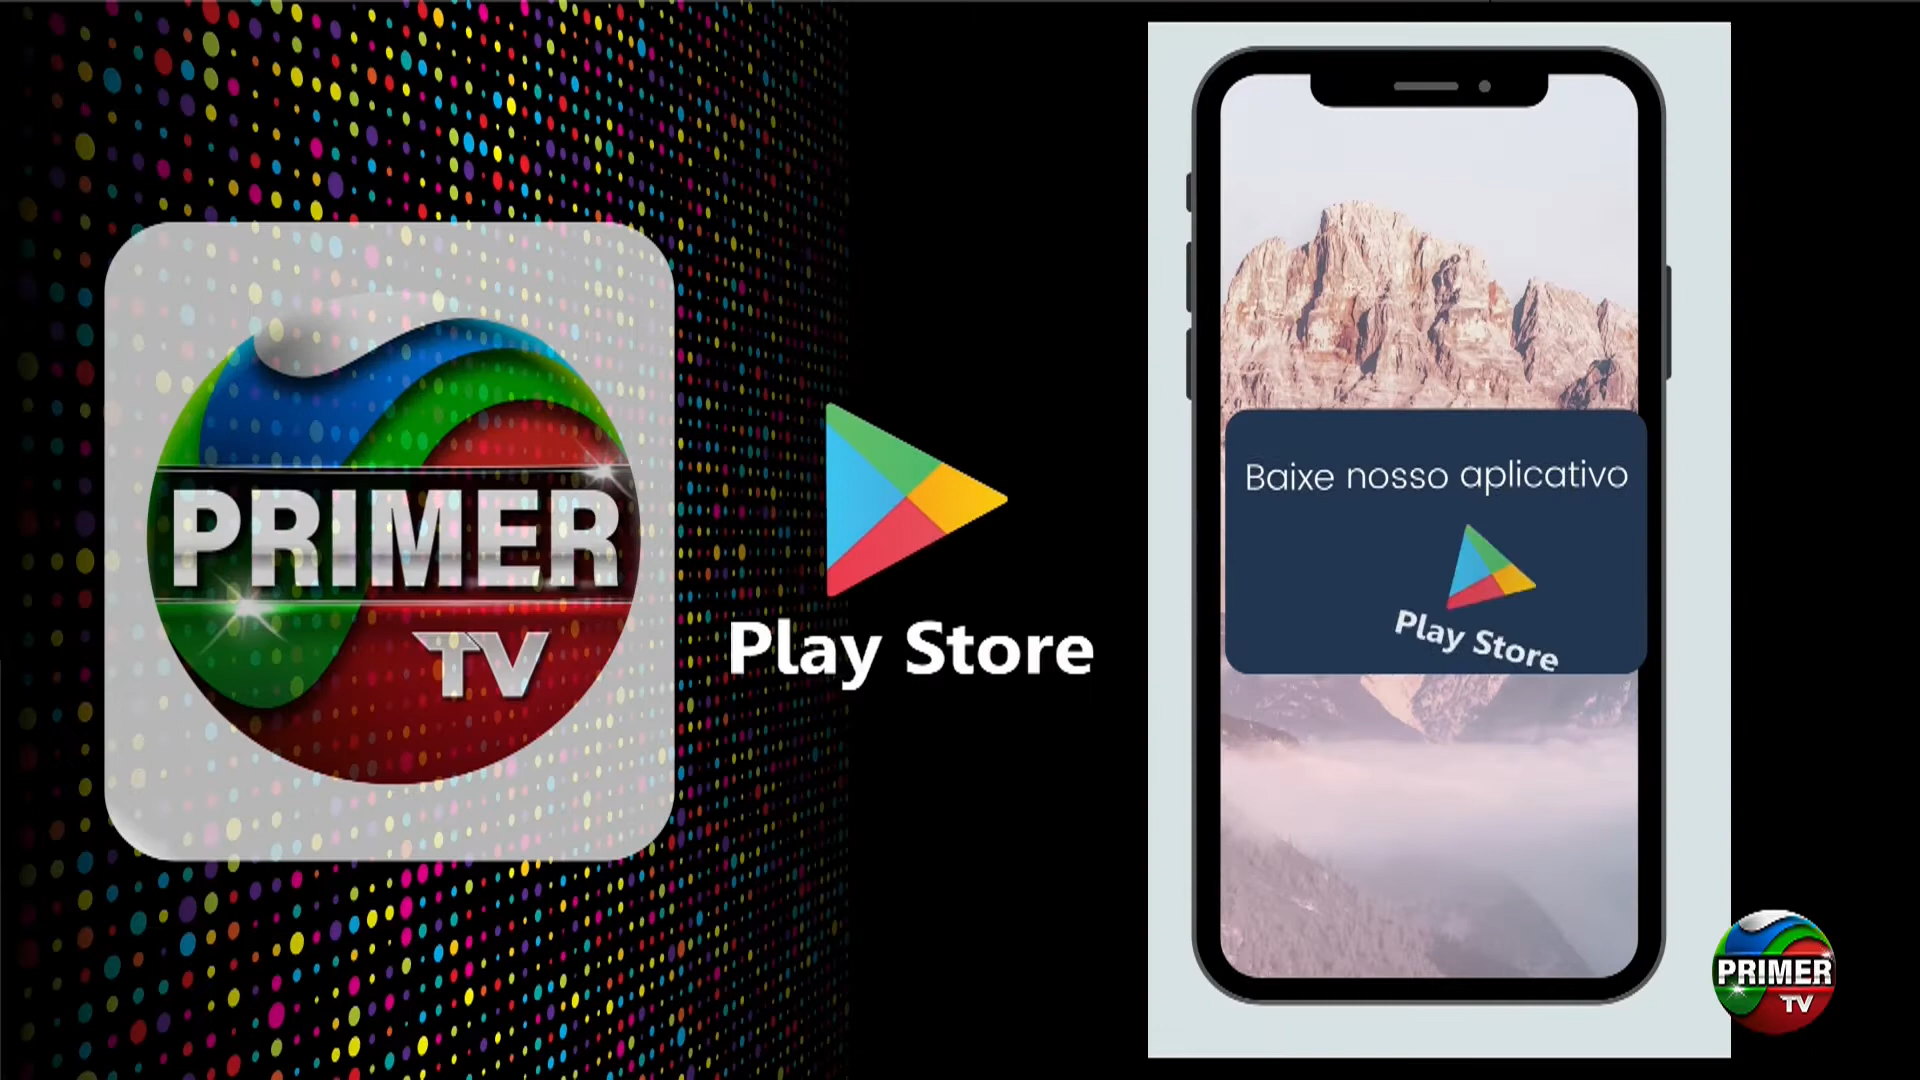 PRIMER
TV
Play Store
Baixe nosso aplicativo
Play Store
PRIMER
TV